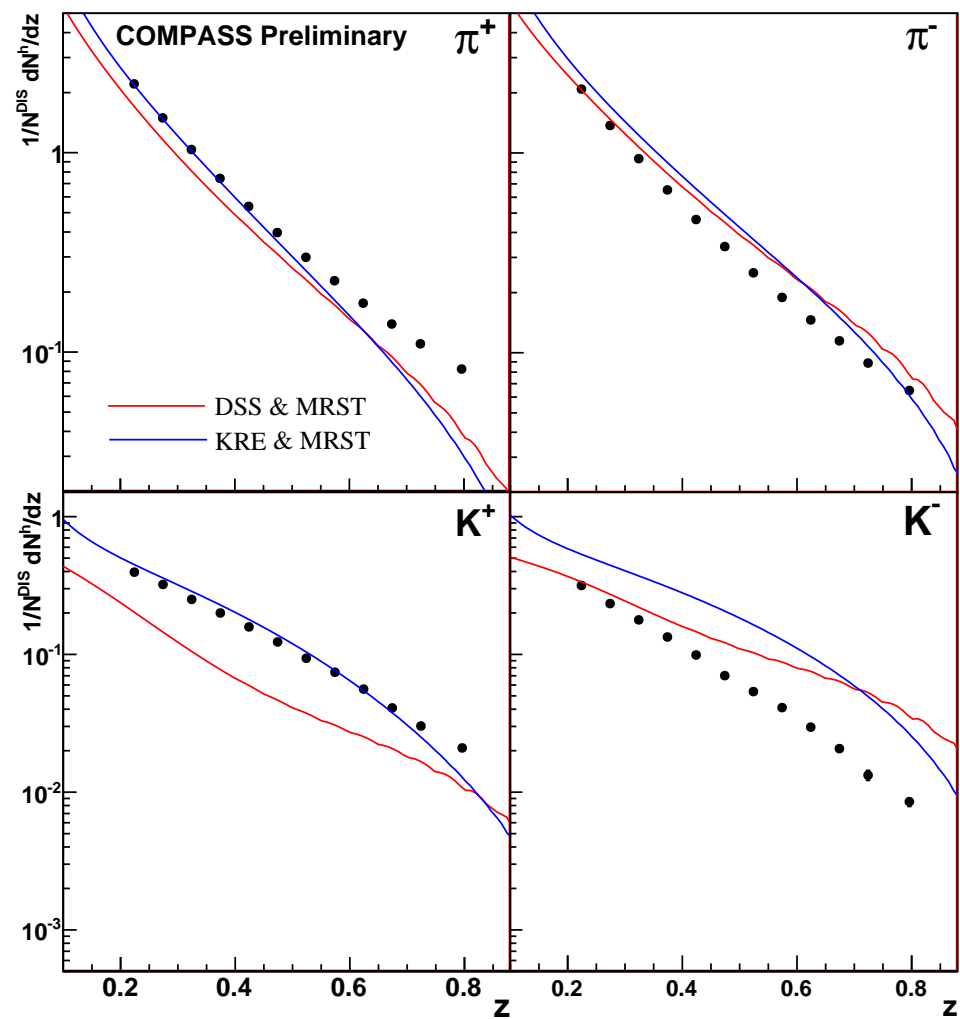 COMPASS Preliminary
π+
π-
1/N^DIS dN^h/dz
1
10^-1
DSS & MRST
KRE & MRST
K+
K-
1/N^DIS dN^h/dz
1
10^-1
10^-2
10^-3
0.2 0.4 0.6 0.8
z
0.2 0.4 0.6 0.8
z